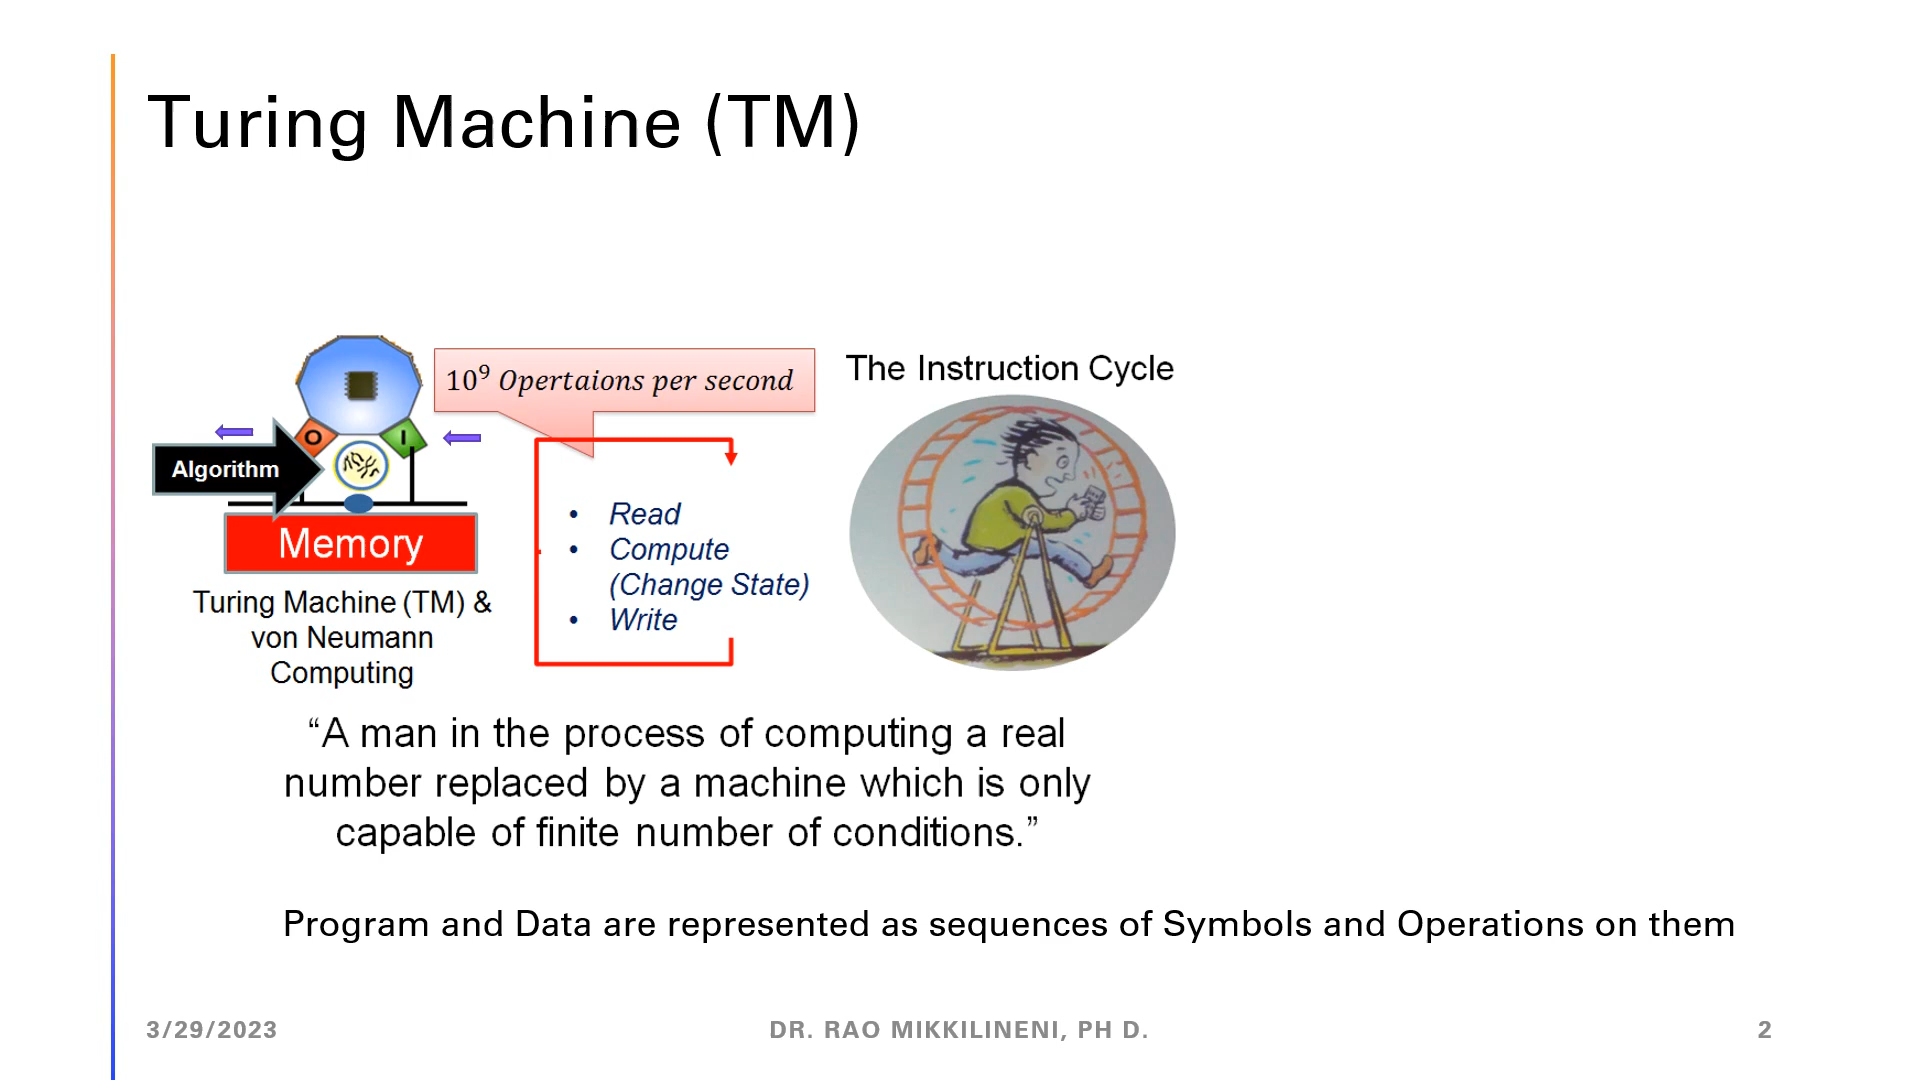 Turing Machine (TM)
10⁹ Opertaions per second
The Instruction Cycle
O
I
Algorithm
Memory
• Read
• Compute
(Change State)
• Write
Turing Machine (TM) &
von Neumann
Computing
“A man in the process of computing a real
number replaced by a machine which is only
capable of finite number of conditions.”
Program and Data are represented as sequences of Symbols and Operations on them
3/29/2023
DR. RAO MIKKILINENI, PH D.
2